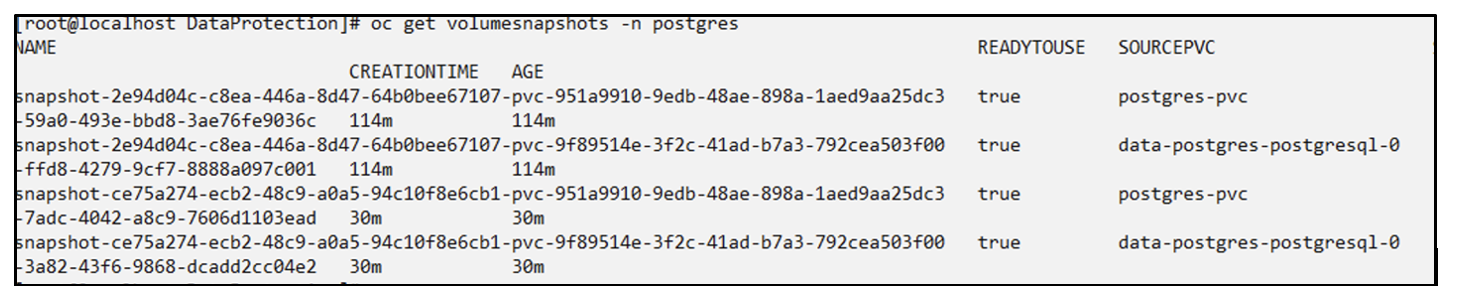 [root@localhost DataProtection]# oc get volumesnapshots -n postgres
NAME READYTOUSE SOURCEPVC
CREATIONTIME AGE
snapshot-2e94d04c-c8ea-446a-8d47-64b0bee67107-pvc-951a9910-9edb-48ae-898a-1aed9aa25dc3 true postgres-pvc
-59a0-493e-bbd8-3ae76fe9036c 114m 114m
snapshot-2e94d04c-c8ea-446a-8d47-64b0bee67107-pvc-9f89514e-3f2c-41ad-b7a3-792cea503f00 true data-postgres-postgresql-0
-ffd8-4279-9cf7-8888a097c001 114m 114m
snapshot-ce75a274-ecb2-48c9-a0a5-94c10f8e6cb1-pvc-951a9910-9edb-48ae-898a-1aed9aa25dc3 true postgres-pvc
-7adc-4042-a8c9-7606d1103ead 30m 30m
snapshot-ce75a274-ecb2-48c9-a0a5-94c10f8e6cb1-pvc-9f89514e-3f2c-41ad-b7a3-792cea503f00 true data-postgres-postgresql-0
-3a82-43f6-9868-dcadd2cc04e2 30m 30m